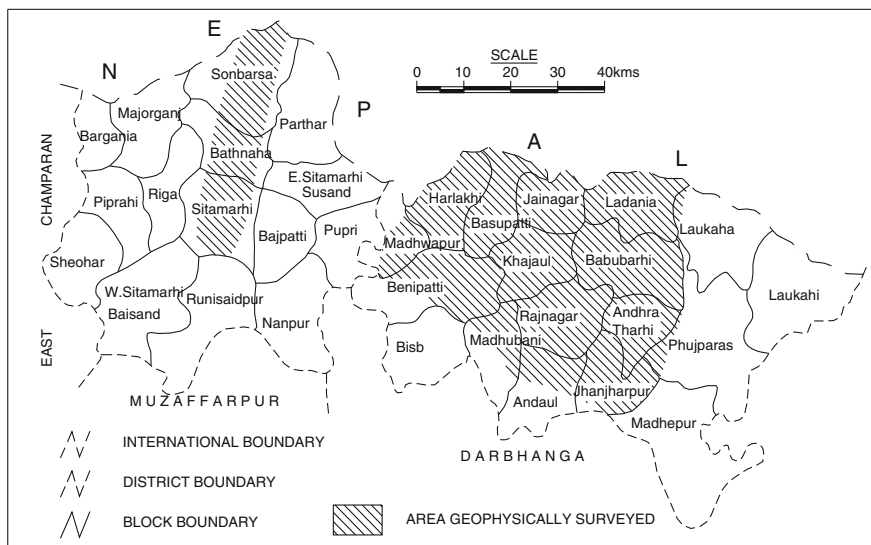 N E P A L
SCALE
0 10 20 30 40kms
Sonbarsa
Majorganj
Bargania
Parthar
Bathnaha
E.Sitamarhi
Susand
Piprahi
Riga
Sitamarhi
Bajpatti
Pupri
Sheohar
W.Sitamarhi
Baisand
Runisaidpur
Nanpur
CHAMPARAN
EAST
Harlakhi
Jainagar
Ladania
Basupatti
Laukaha
Madhwapur
Khajaul
Babubarhi
Benipatti
Laukahi
Rajnagar
Andhra
Tharhi
Madhubani
Phujparas
Bisb
Andaul
Jhanjharpur
Madhepur
MUZAFFARPUR
DARBHANGA
INTERNATIONAL BOUNDARY
DISTRICT BOUNDARY
BLOCK BOUNDARY
AREA GEOPHYSICALLY SURVEYED